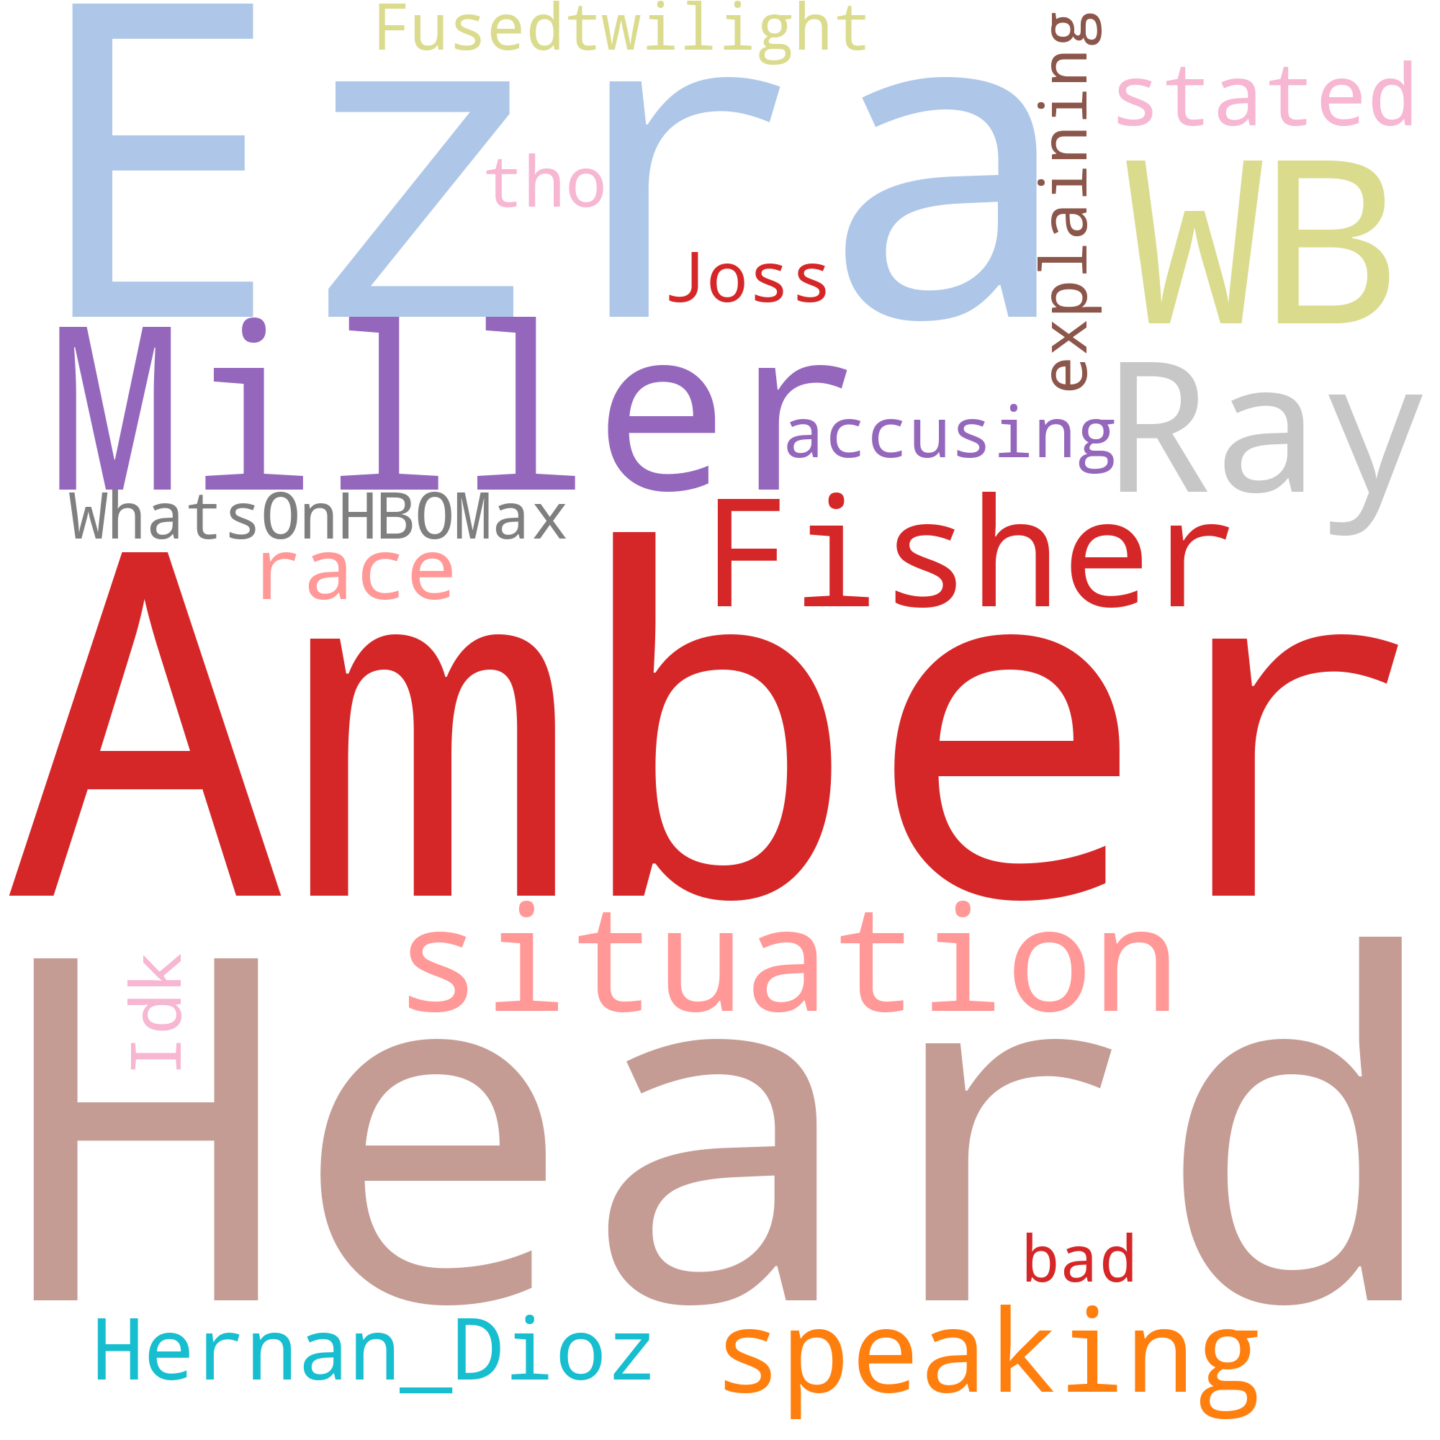 Fusedtwilight
Ezra
explaining
stated
tho
WB
Joss
Miller
Ray
accusing
WhatsOnHBOMax
Fisher
race
Amber
situation
Idk
Heard
bad
Hernan_Dioz
speaking